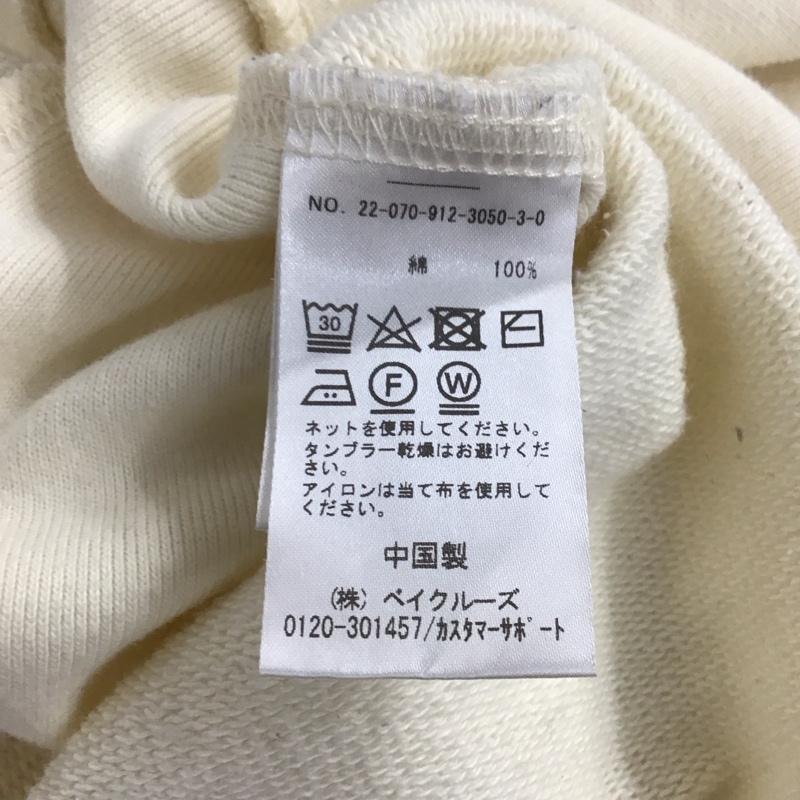 NO. 22-070-912-3050-3-0
綿 100%
30
F W
ネットを使用してください。
タンブラー乾燥はお避けくだ
さい。
アイロンは当て布を使用して
ください。
中国製
（株）ベイクルーズ
0120-301457/ｶｽﾀﾏｰｻﾎﾟｰﾄ